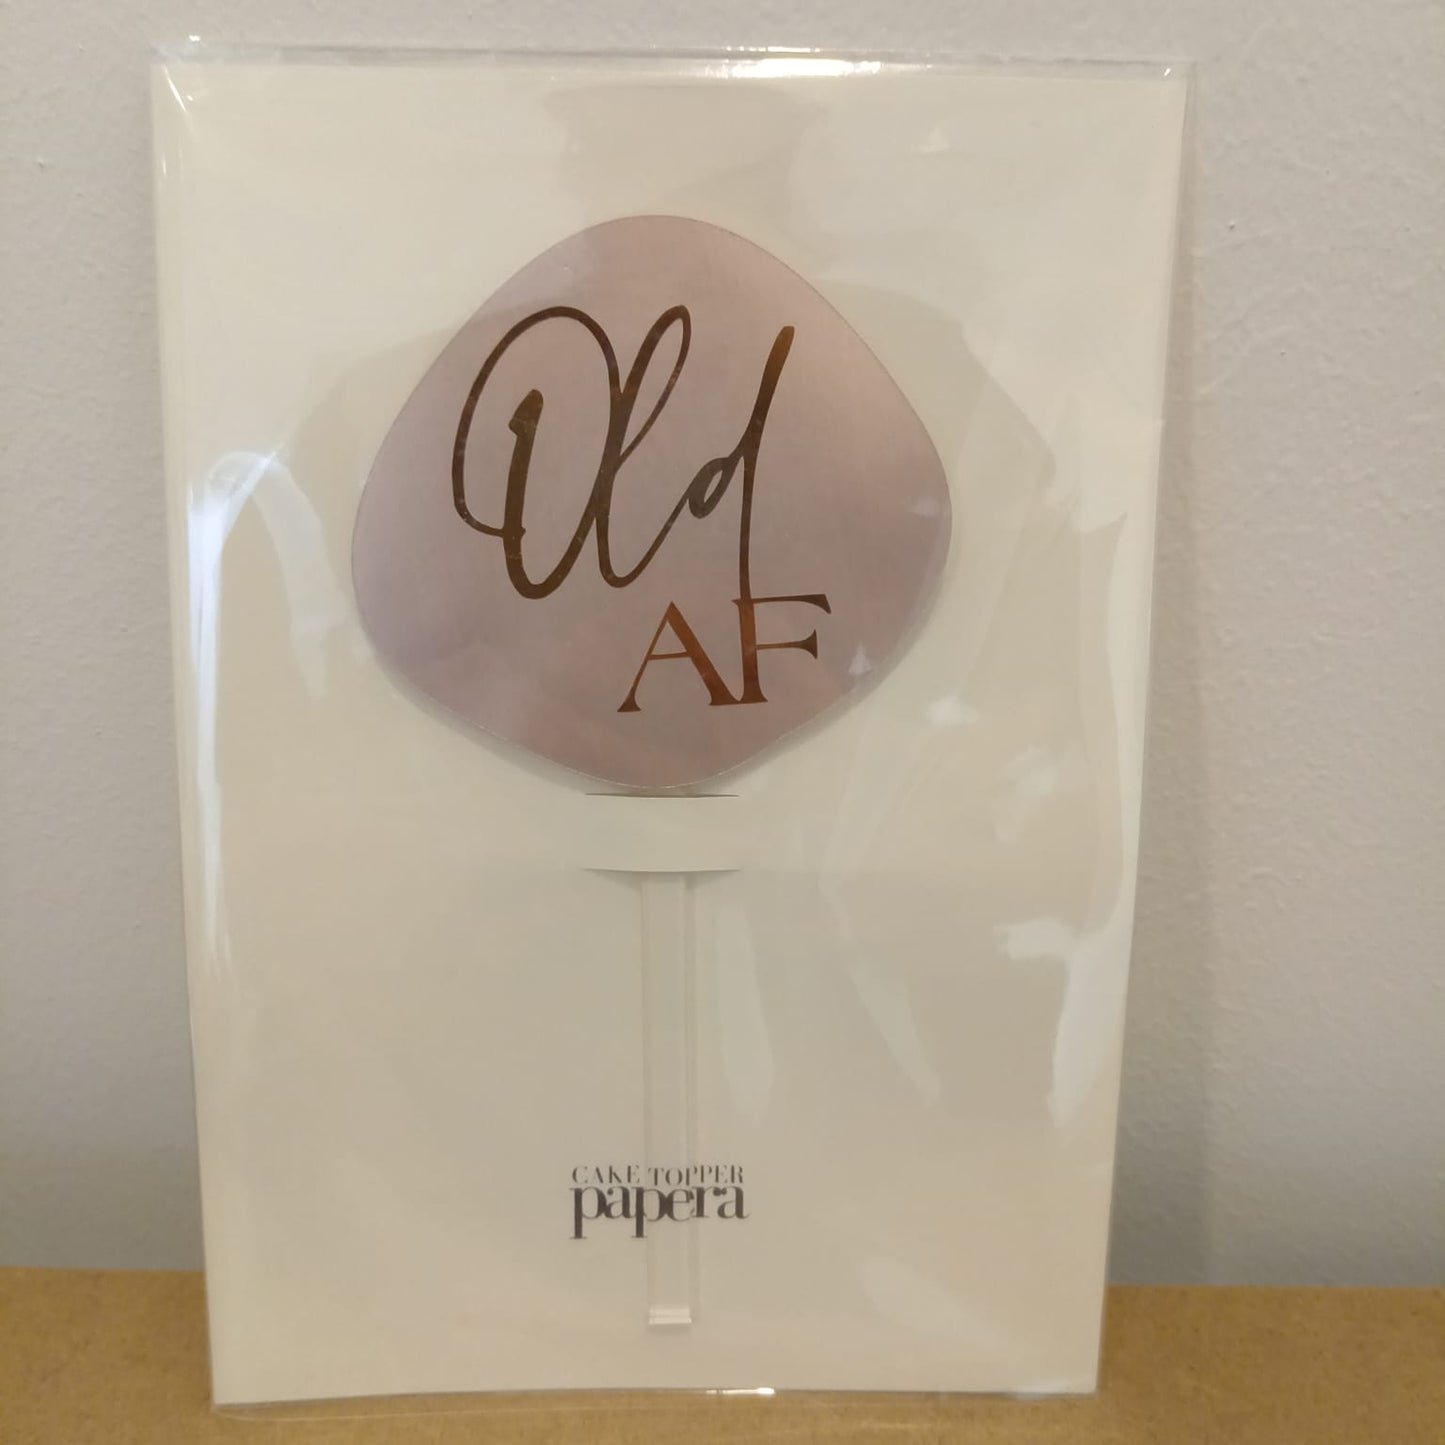 Old
AF
CAKE TOPPER
papera